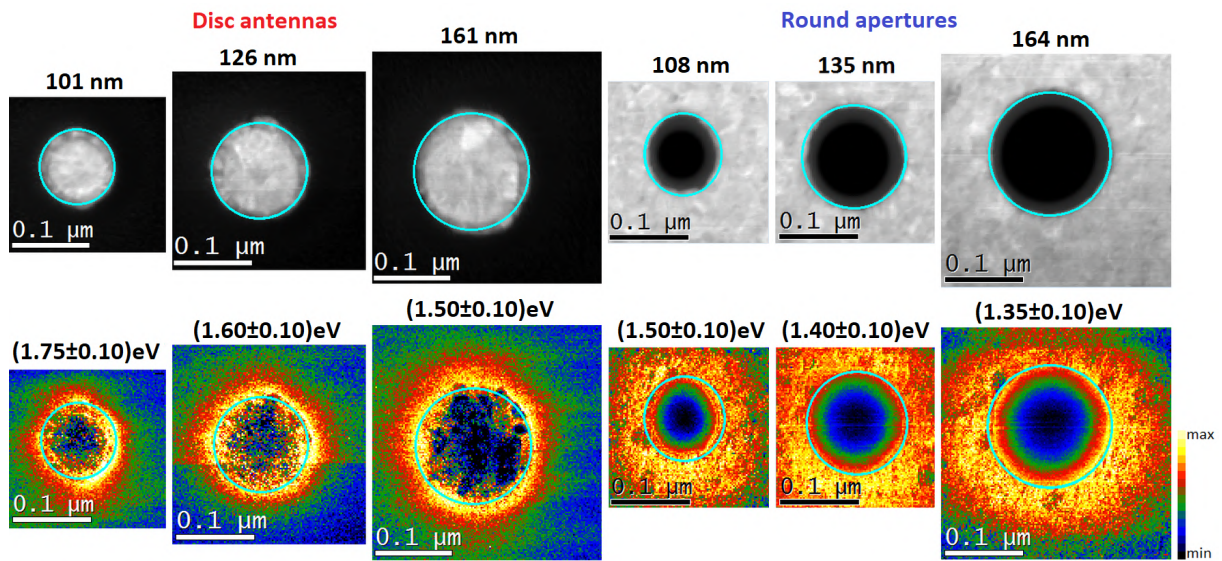 Disc antennas
Round apertures
101 nm
126 nm
161 nm
108 nm
135 nm
164 nm
0.1 µm
0.1 µm
0.1 µm
0.1 µm
0.1 µm
0.1 µm
(1.75±0.10)eV
(1.60±0.10)eV
(1.50±0.10)eV
(1.50±0.10)eV
(1.40±0.10)eV
(1.35±0.10)eV
0.1 µm
0.1 µm
0.1 µm
0.1 µm
0.1 µm
0.1 µm
max
min